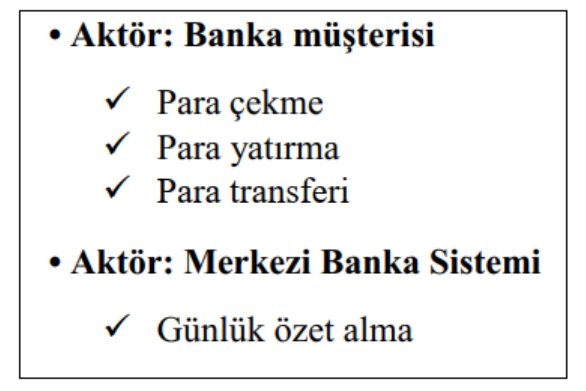 • Aktör: Banka müşterisi
✓ Para çekme
✓ Para yatırma
✓ Para transferi
• Aktör: Merkezi Banka Sistemi
✓ Günlük özet alma